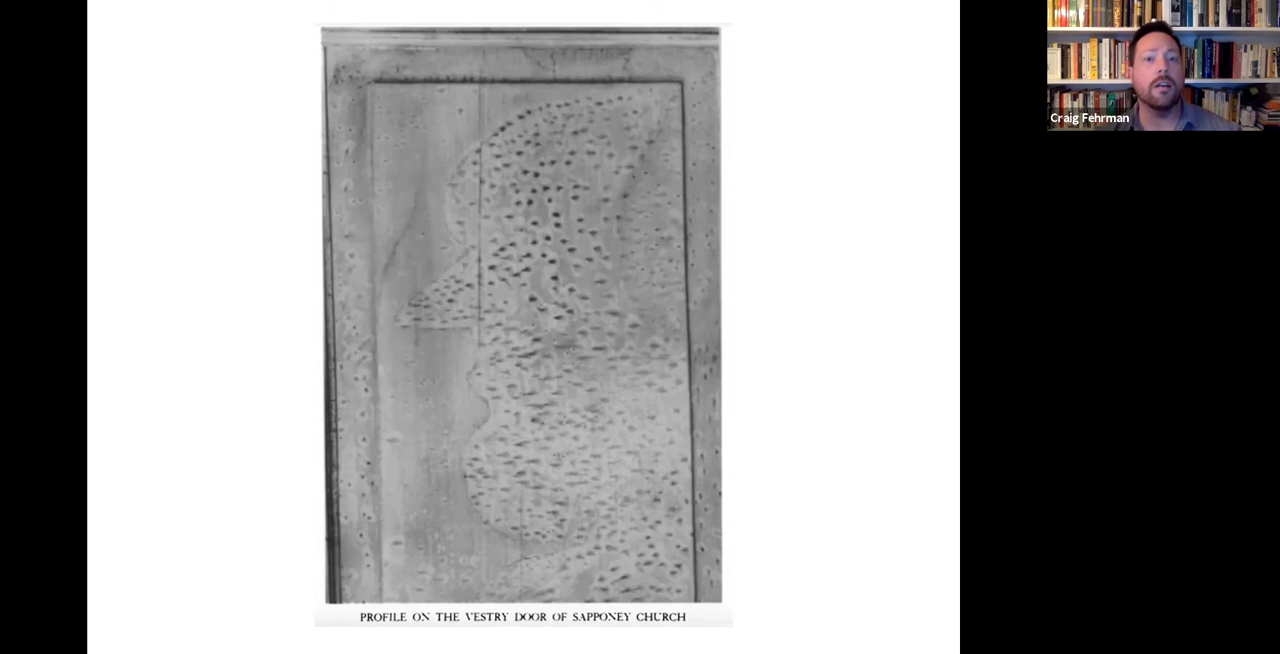 Craig Fehrman
PROFILE ON THE VESTRY DOOR OF SAPPONEY CHURCH